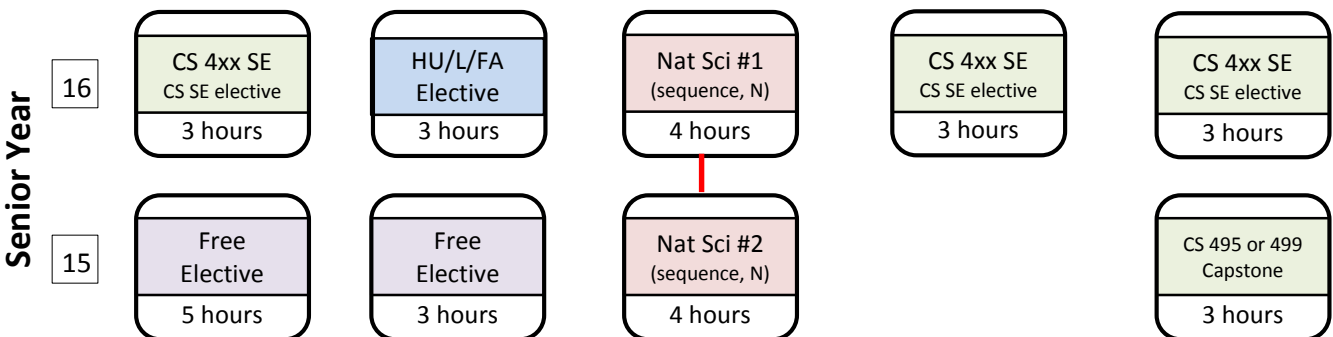 Senior Year
16
CS 4xx SE
CS SE elective
3 hours
HU/L/FA
Elective
3 hours
Nat Sci #1
(sequence, N)
4 hours
CS 4xx SE
CS SE elective
3 hours
CS 4xx SE
CS SE elective
3 hours
15
Free
Elective
5 hours
Free
Elective
3 hours
Nat Sci #2
(sequence, N)
4 hours
CS 495 or 499
Capstone
3 hours